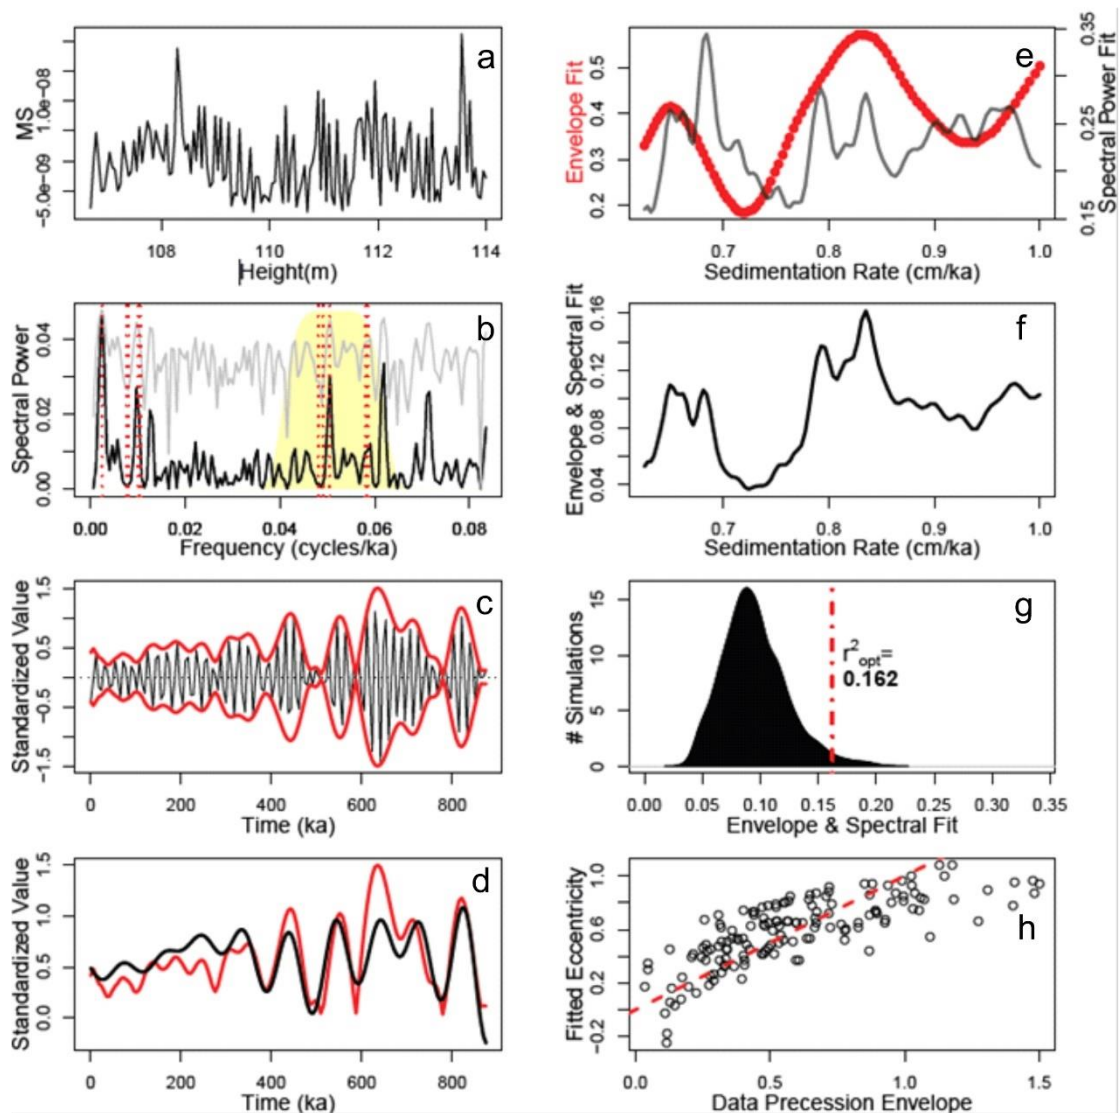 a
MS
1.0e−08
−5.0e−09
108 110 112 114
Height(m)
b
Spectral Power
0.04
0.02
0.00
0.00 0.02 0.04 0.06 0.08
Frequency (cycles/ka)
c
Standardized Value
1.5
0.5
−0.5
−1.5
0 200 400 600 800
Time (ka)
d
Standardized Value
1.5
1.0
0.5
0.0
0 200 400 600 800
Time (ka)
e
Envelope Fit
0.5
0.4
0.3
0.2
Spectral Power Fit
0.35
0.25
0.15
0.7 0.8 0.9 1.0
Sedimentation Rate (cm/ka)
f
Envelope & Spectral Fit
0.16
0.12
0.08
0.04
0.7 0.8 0.9 1.0
Sedimentation Rate (cm/ka)
g
# Simulations
15
10
5
0
r²opt=
0.162
0.00 0.05 0.10 0.15 0.20 0.25 0.30 0.35
Envelope & Spectral Fit
h
Fitted Eccentricity
1.0
0.6
0.2
−0.2
0.0 0.5 1.0 1.5
Data Precession Envelope